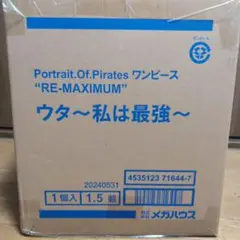 Portrait.Of.Pirates ワンピース
"RE-MAXIMUM"
ウタ～私は最強～
4535123 71644-7
20240531
1個入 1.5 組
メガハウス